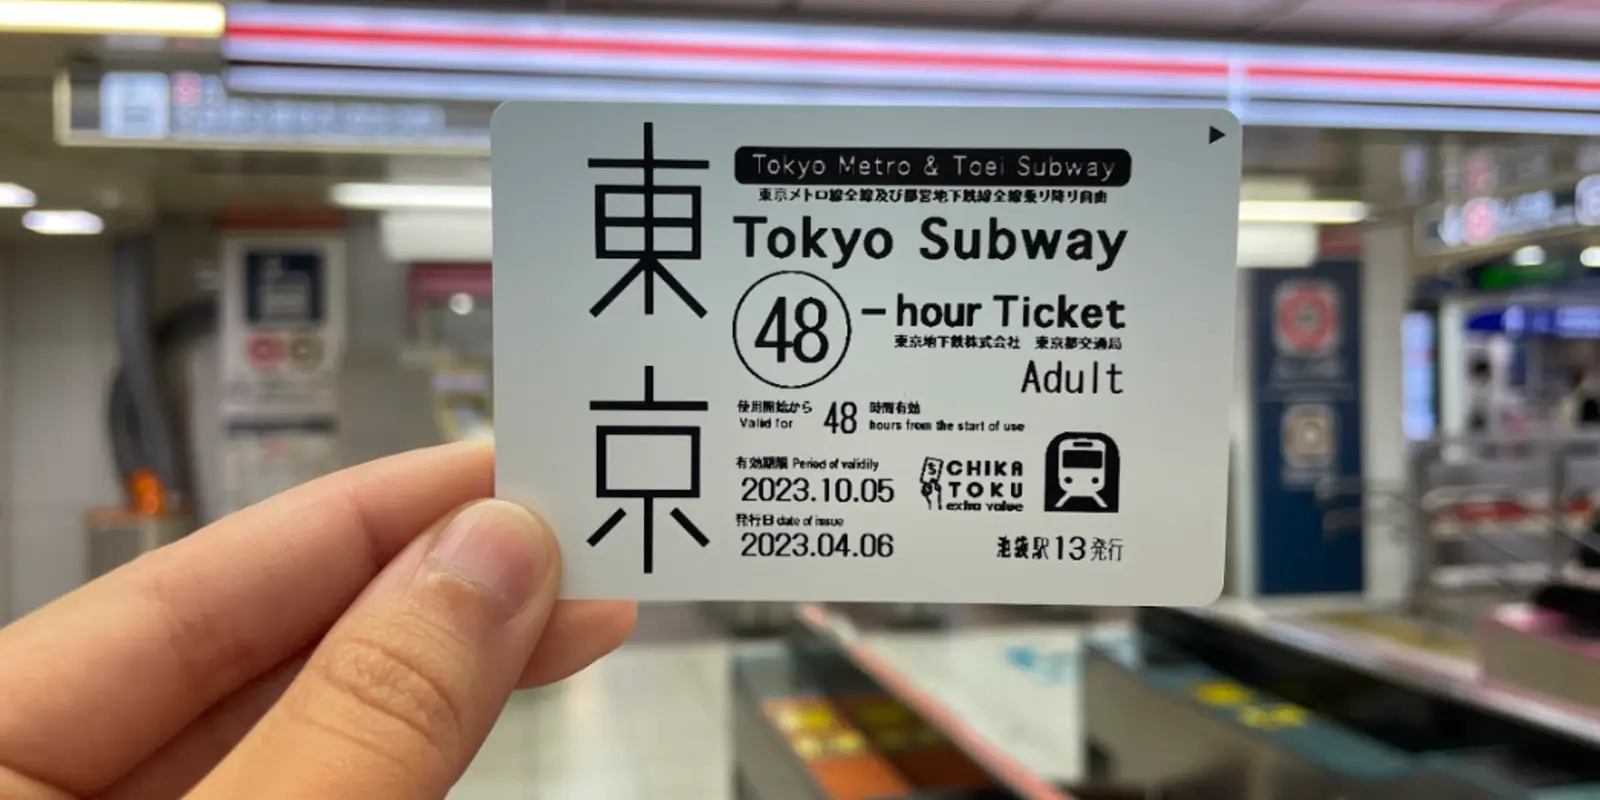 東京
Tokyo Metro & Toei Subway
東京メトロ線全線及び都営地下鉄線全線乗り降り自由
Tokyo Subway
48-hour Ticket
東京地下鉄株式会社 東京都交通局
Adult
使用開始から 48 時間有効
Valid for hours from the start of use
有効期限 Period of validity
2023.10.05
CHIKA
TOKU
extra value
発行日 date of issue
2023.04.06
池袋駅13発行